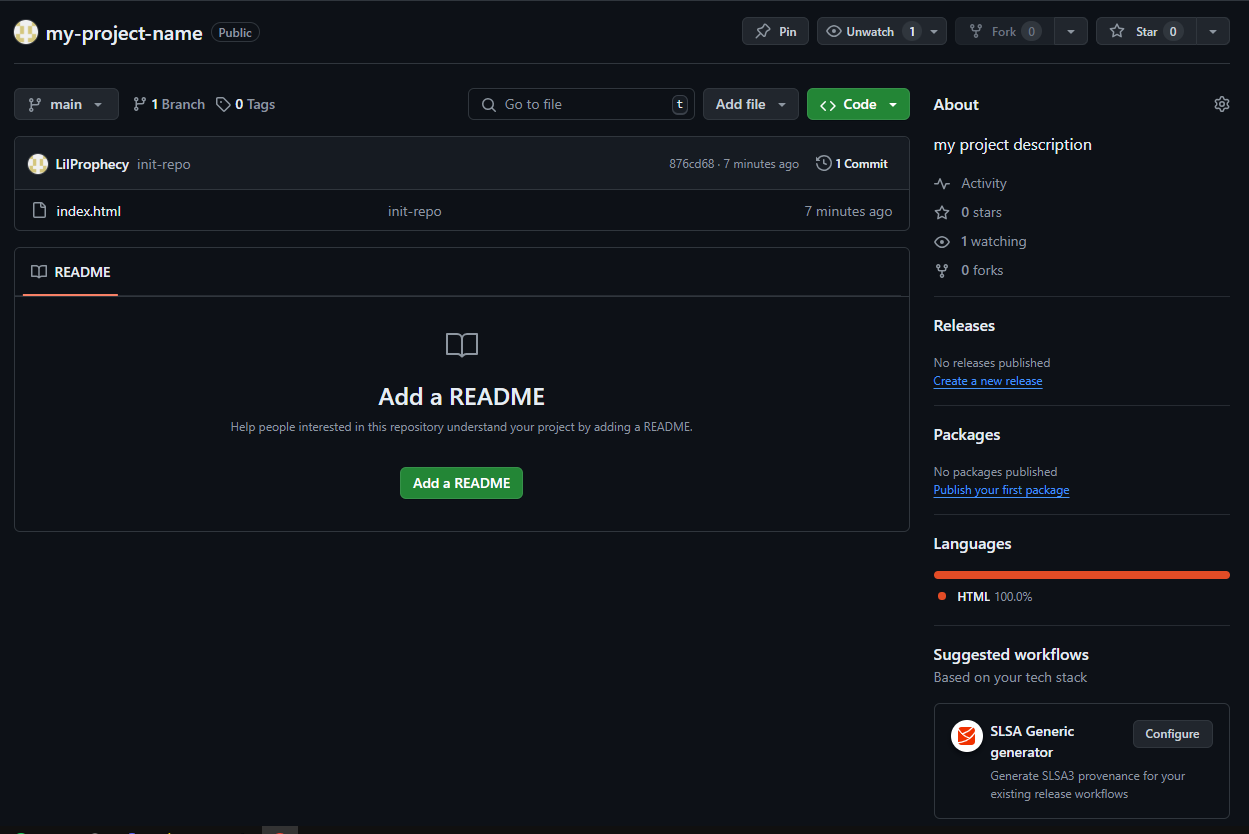 my-project-name Public Pin Unwatch 1 Fork 0 Star 0
main 1 Branch 0 Tags Go to file t Add file Code
LilProphecy init-repo 876cd68 · 7 minutes ago 1 Commit
index.html init-repo 7 minutes ago
README
Add a README
Help people interested in this repository understand your project by adding a README.
Add a README
About
my project description
Activity
0 stars
1 watching
0 forks
Releases
No releases published
Create a new release
Packages
No packages published
Publish your first package
Languages
HTML 100.0%
Suggested workflows
Based on your tech stack
SLSA Generic
generator
Configure
Generate SLSA3 provenance for your
existing release workflows